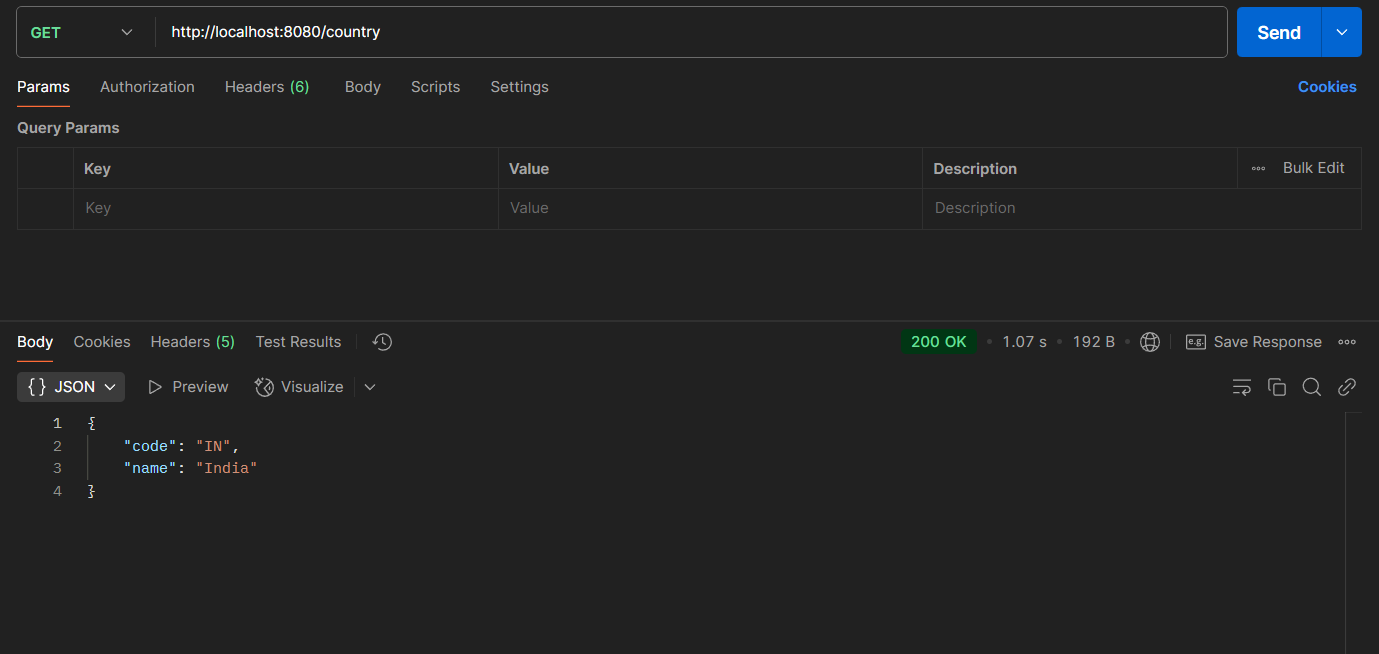 GET http://localhost:8080/country Send
Params Authorization Headers (6) Body Scripts Settings Cookies
Query Params
Key Value Description Bulk Edit
Key Value Description
Body Cookies Headers (5) Test Results 200 OK • 1.07 s • 192 B • e.g. Save Response
{} JSON Preview Visualize
1 {
2 "code": "IN",
3 "name": "India"
4 }